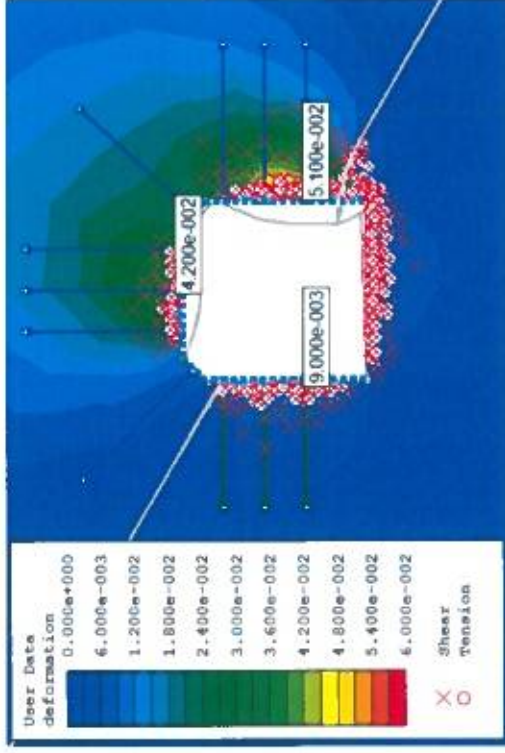 User Data
deformation
0.000e+000
6.000e-003
1.200e-002
1.800e-002
2.400e-002
3.000e-002
3.600e-002
4.200e-002
4.800e-002
5.400e-002
6.000e-002
Shear
Tension
4.200e-002
5.100e-002
9.000e-003